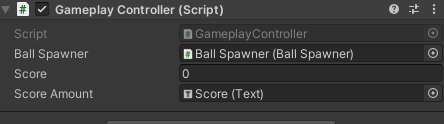 Gameplay Controller (Script)
Script GameplayController
Ball Spawner Ball Spawner (Ball Spawner)
Score 0
Score Amount Score (Text)